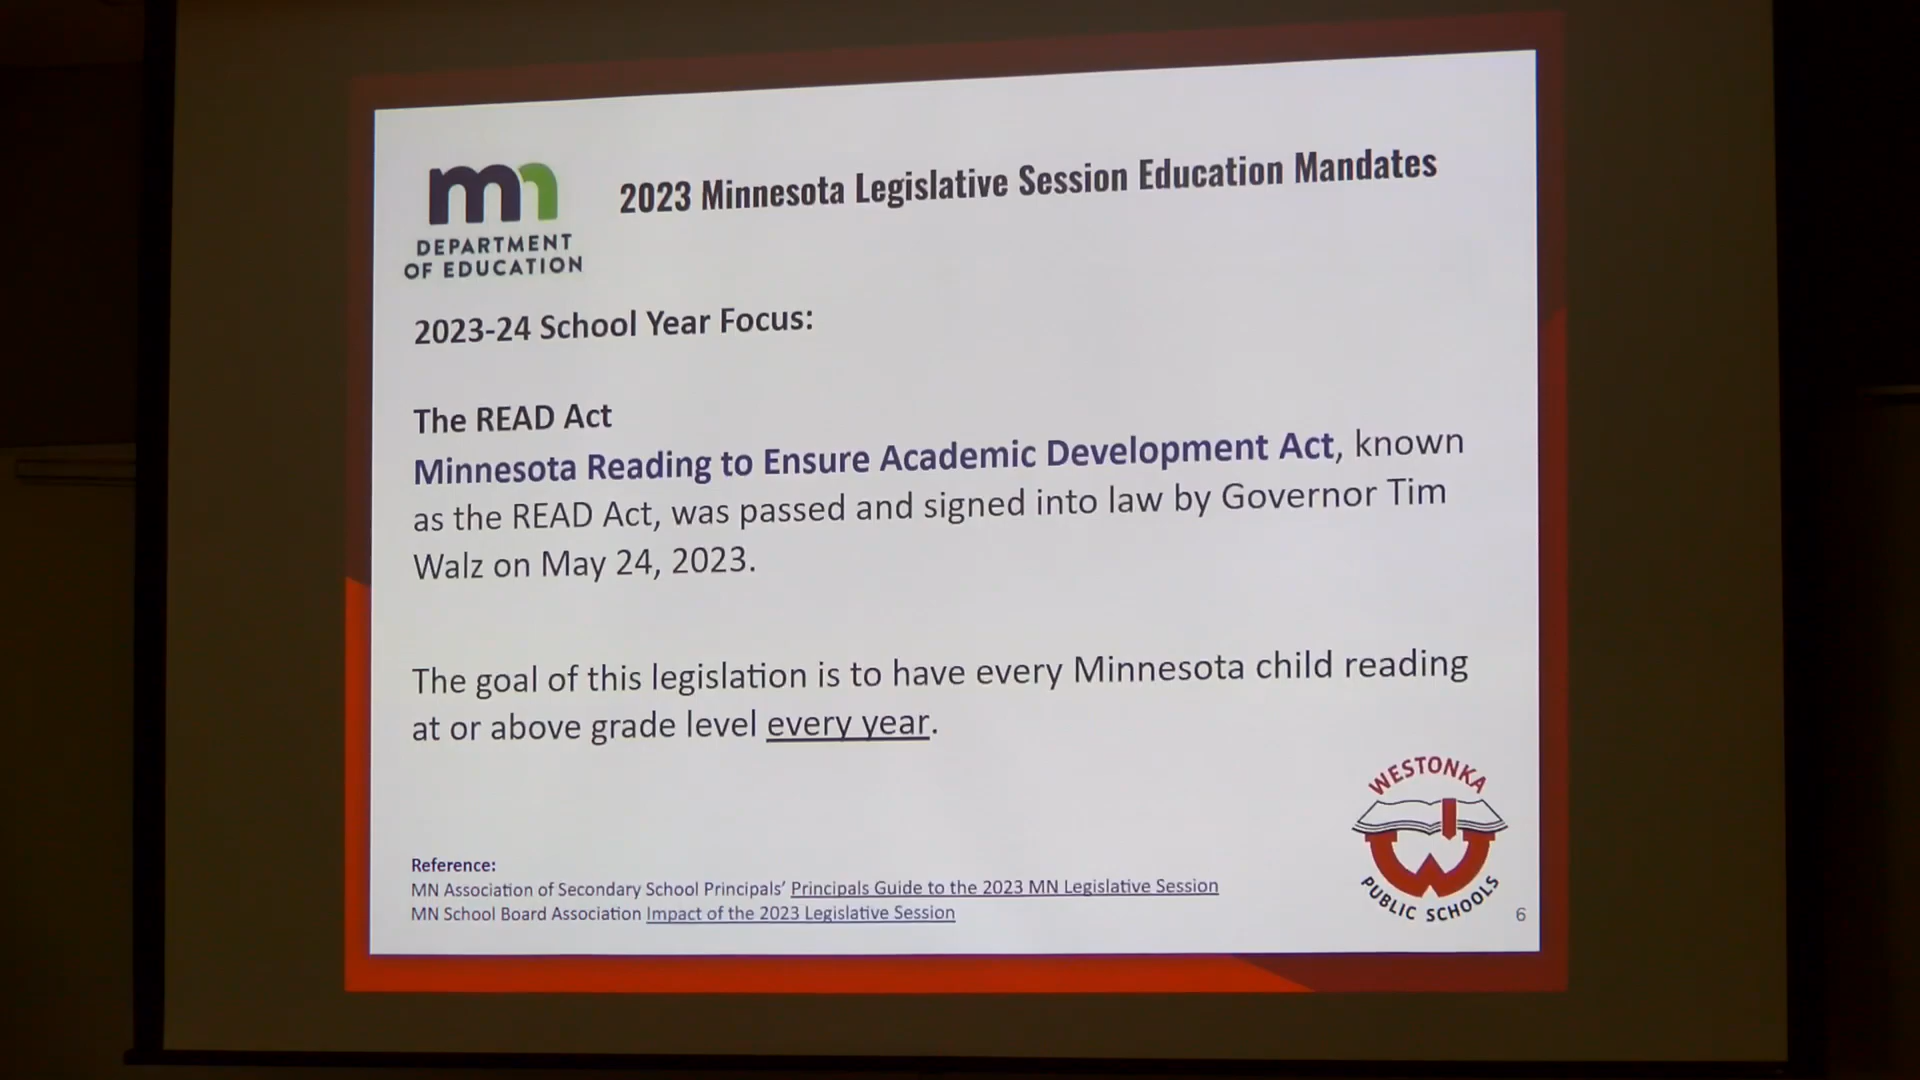 mn
DEPARTMENT
OF EDUCATION
2023 Minnesota Legislative Session Education Mandates
2023-24 School Year Focus:
The READ Act
Minnesota Reading to Ensure Academic Development Act, known
as the READ Act, was passed and signed into law by Governor Tim
Walz on May 24, 2023.
The goal of this legislation is to have every Minnesota child reading
at or above grade level every year.
Reference:
MN Association of Secondary School Principals' Principals Guide to the 2023 MN Legislative Session
MN School Board Association Impact of the 2023 Legislative Session
WESTONKA
W
PUBLIC SCHOOLS
6